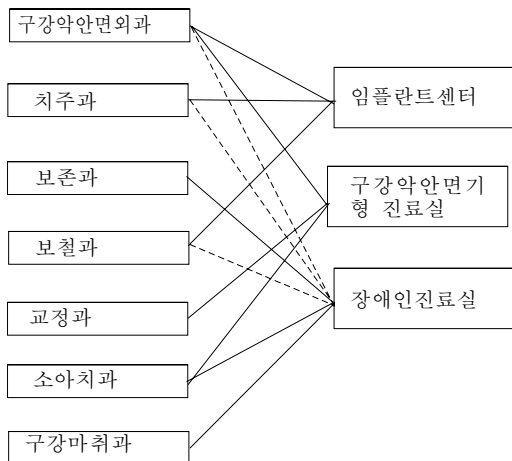 구강악안면외과
치주과
보존과
보철과
교정과
소아치과
구강마취과
임플란트센터
구강악안면기
형 진료실
장애인진료실